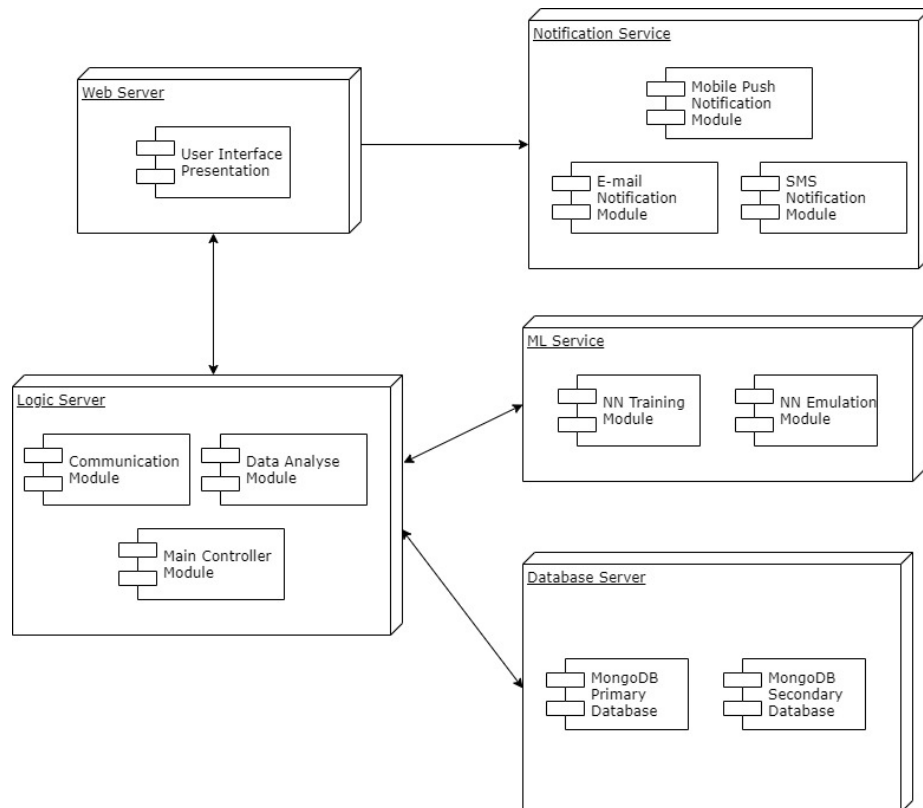 Notification Service
Mobile Push
Notification
Module
E-mail
Notification
Module
SMS
Notification
Module
Web Server
User Interface
Presentation
ML Service
NN Training
Module
NN Emulation
Module
Logic Server
Communication
Module
Data Analyse
Module
Main Controller
Module
Database Server
MongoDB
Primary
Database
MongoDB
Secondary
Database